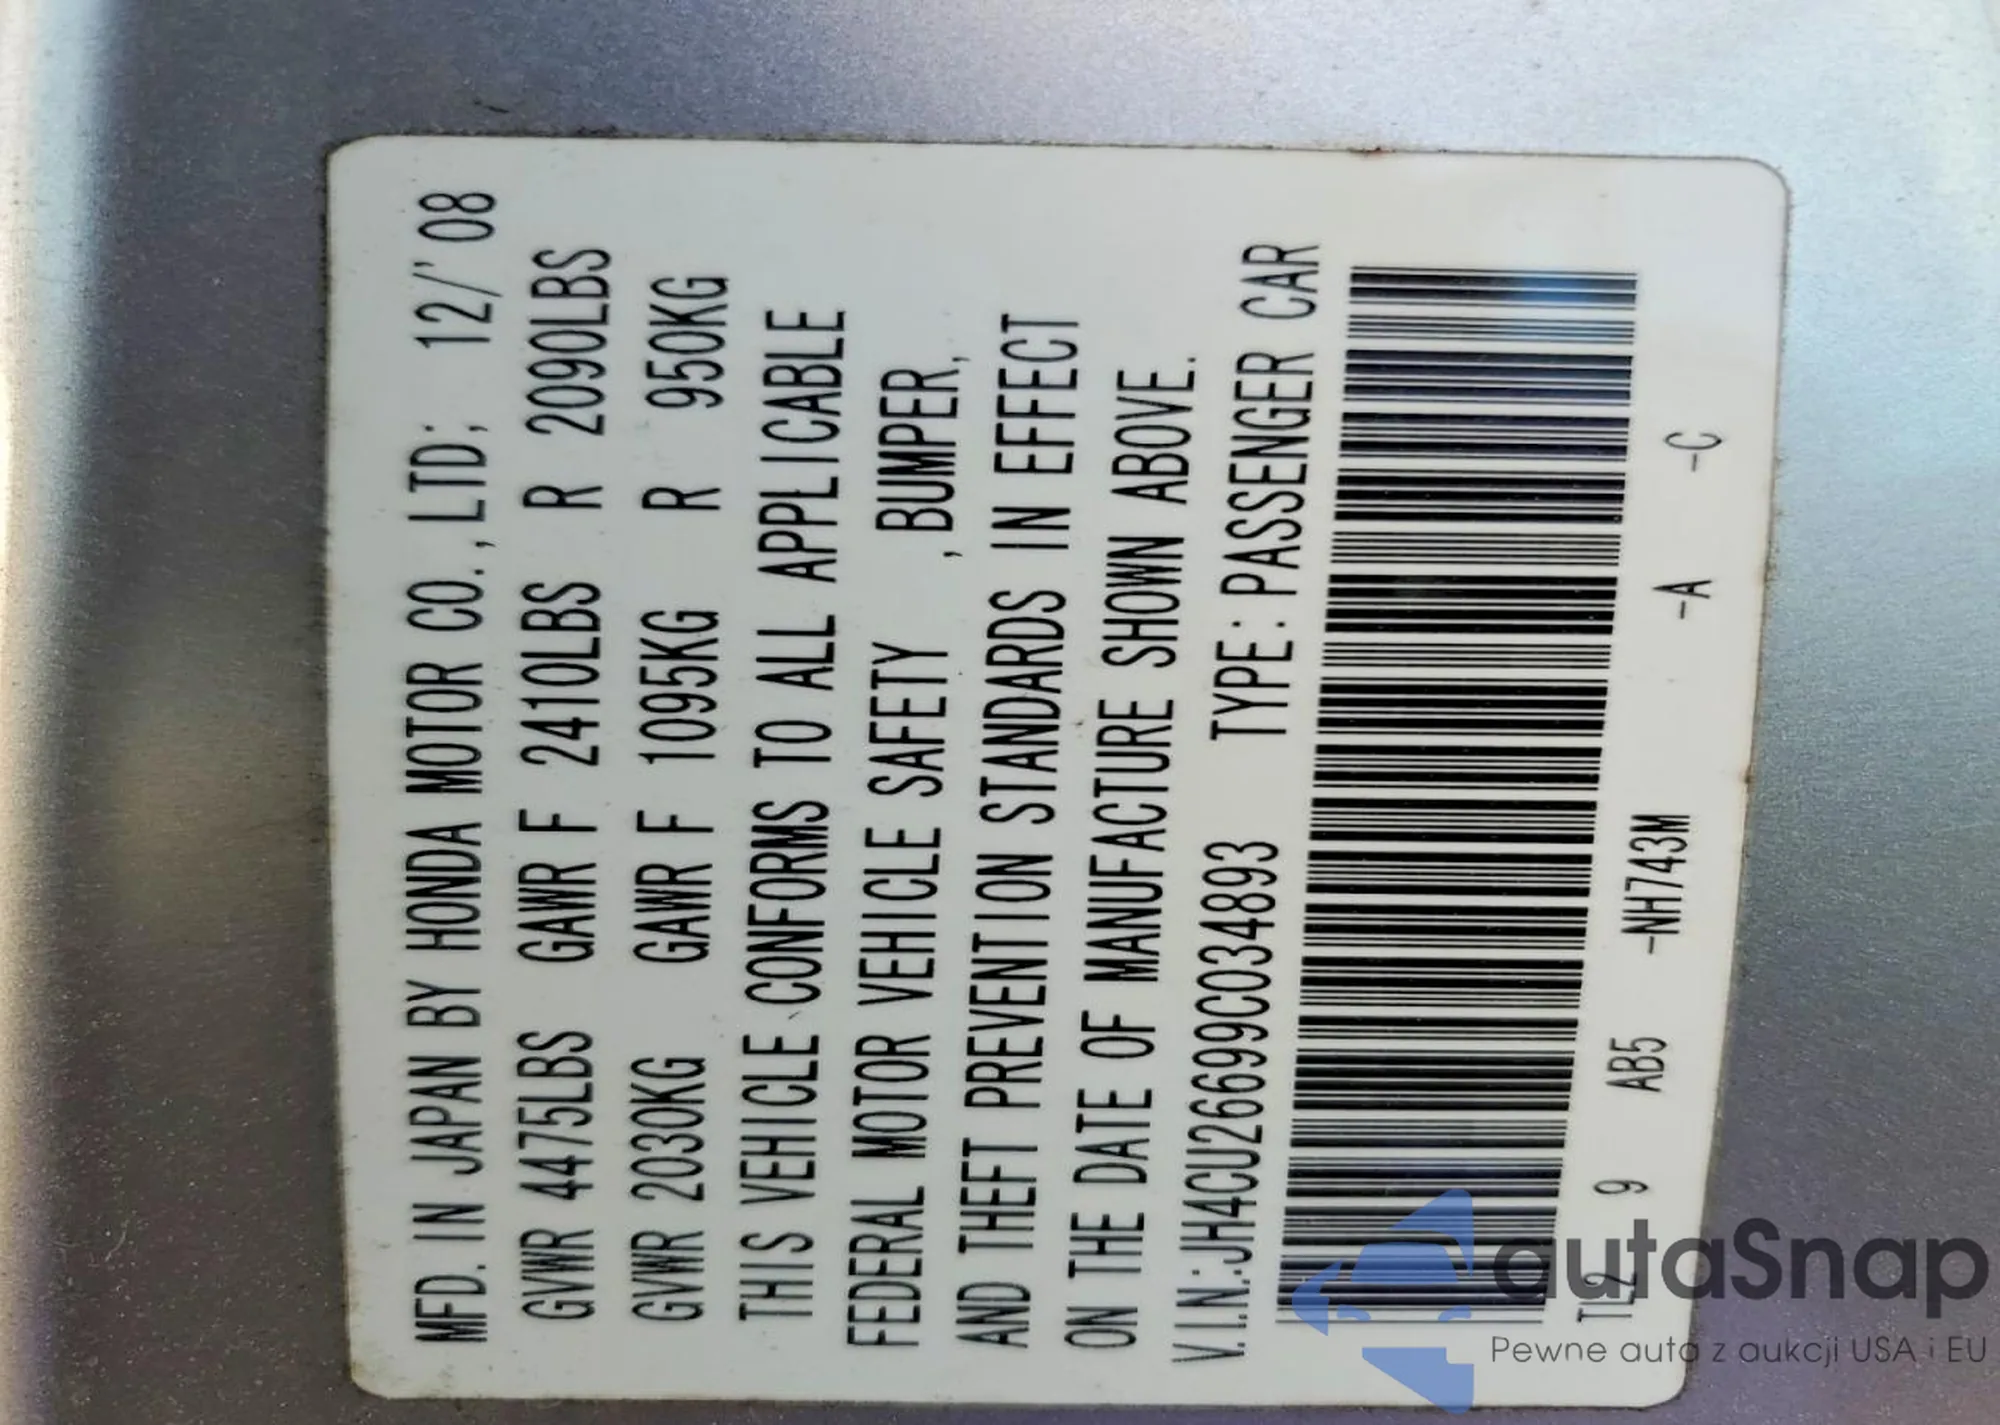 MFD. IN JAPAN BY HONDA MOTOR CO.,LTD; 12/'08
GVWR 4475LBS GAWR F 2410LBS R 2090LBS
GVWR 2030KG GAWR F 1095KG R 950KG
THIS VEHICLE CONFORMS TO ALL APPLICABLE
FEDERAL MOTOR VEHICLE SAFETY ,BUMPER,
AND THEFT PREVENTION STANDARDS IN EFFECT
ON THE DATE OF MANUFACTURE SHOWN ABOVE.
V.I.N.:JH4CU26699C034893 TYPE:PASSENGER CAR
TL2 9 AB5 -NH743M -A -C
autaSnap
Pewne auta z aukcji USA i EU